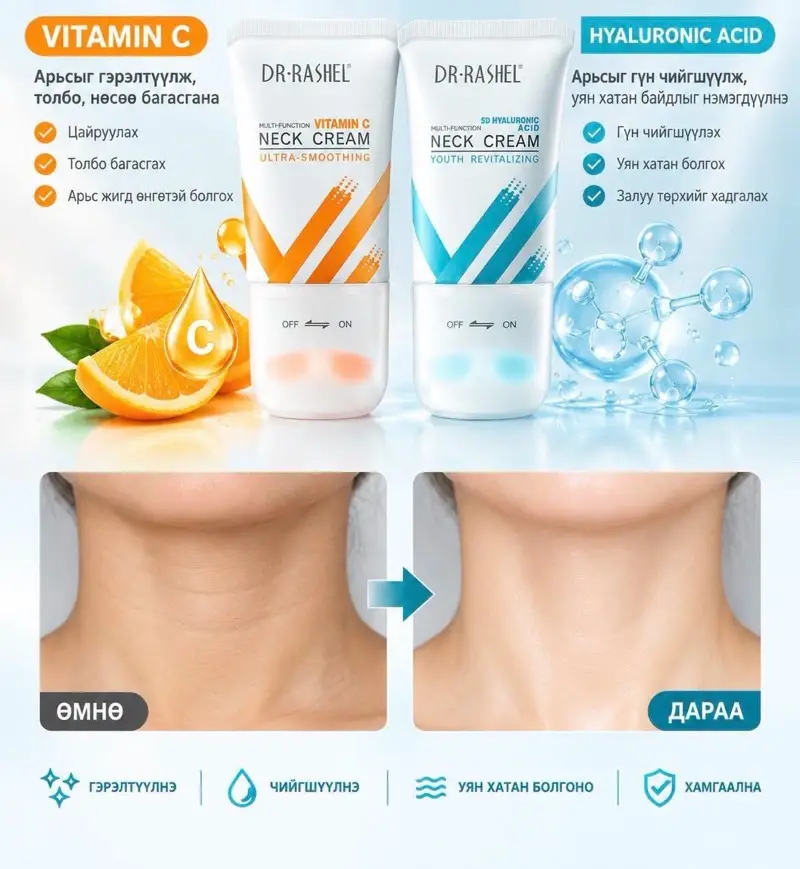 VITAMIN C
Арьсыг гэрэлтүүлж,
толбо, нөсөө багасгана
Цайруулах
Толбо багасгах
Арьс жигд өнгөтэй болгох
DR·RASHEL®
MULTI-FUNCTION VITAMIN C
NECK CREAM
ULTRA-SMOOTHING
OFF ON
C
DR·RASHEL®
MULTI-FUNCTION 5D HYALURONIC ACID
NECK CREAM
YOUTH REVITALIZING
OFF ON
HYALURONIC ACID
Арьсыг гүн чийгшүүлж,
уян хатан байдлыг нэмэгдүүлнэ
Гүн чийгшүүлэх
Уян хатан болгох
Залуу төрхийг хадгалах
ӨМНӨ
ДАРАА
ГЭРЭЛТҮҮЛНЭ
ЧИЙГШҮҮЛНЭ
УЯН ХАТАН БОЛГОНО
ХАМГААЛНА